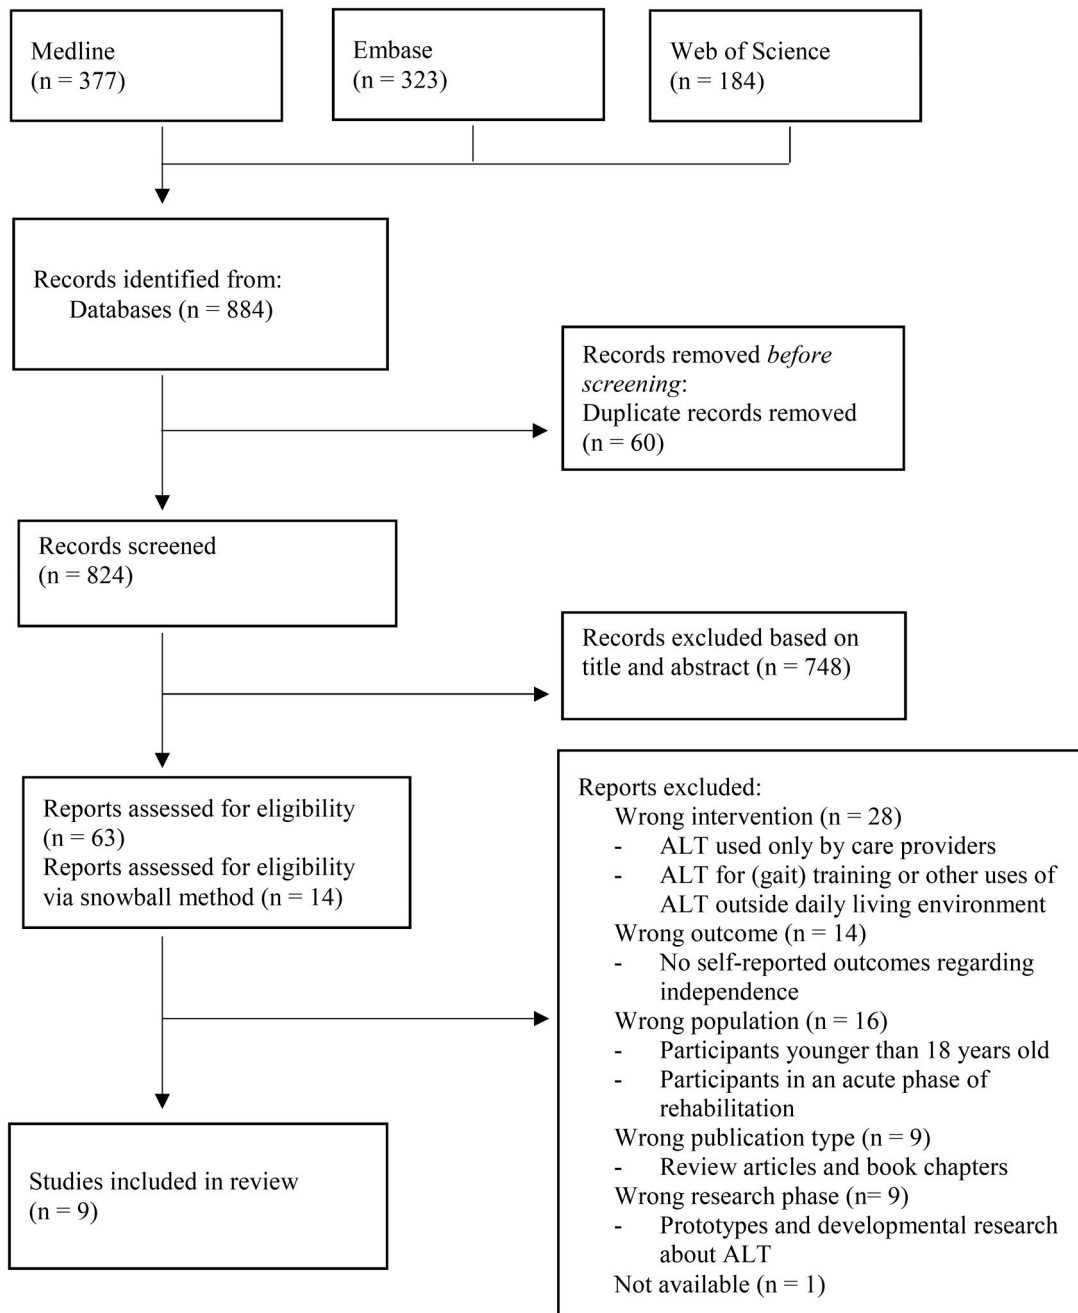 Medline
(n = 377)
Embase
(n = 323)
Web of Science
(n = 184)
Records identified from:
Databases (n = 884)
Records removed before
screening:
Duplicate records removed
(n = 60)
Records screened
(n = 824)
Records excluded based on
title and abstract (n = 748)
Reports assessed for eligibility
(n = 63)
Reports assessed for eligibility
via snowball method (n = 14)
Reports excluded:
Wrong intervention (n = 28)
- ALT used only by care providers
- ALT for (gait) training or other uses of
ALT outside daily living environment
Wrong outcome (n = 14)
- No self-reported outcomes regarding
independence
Wrong population (n = 16)
- Participants younger than 18 years old
- Participants in an acute phase of
rehabilitation
Wrong publication type (n = 9)
- Review articles and book chapters
Wrong research phase (n= 9)
- Prototypes and developmental research
about ALT
Not available (n = 1)
Studies included in review
(n = 9)